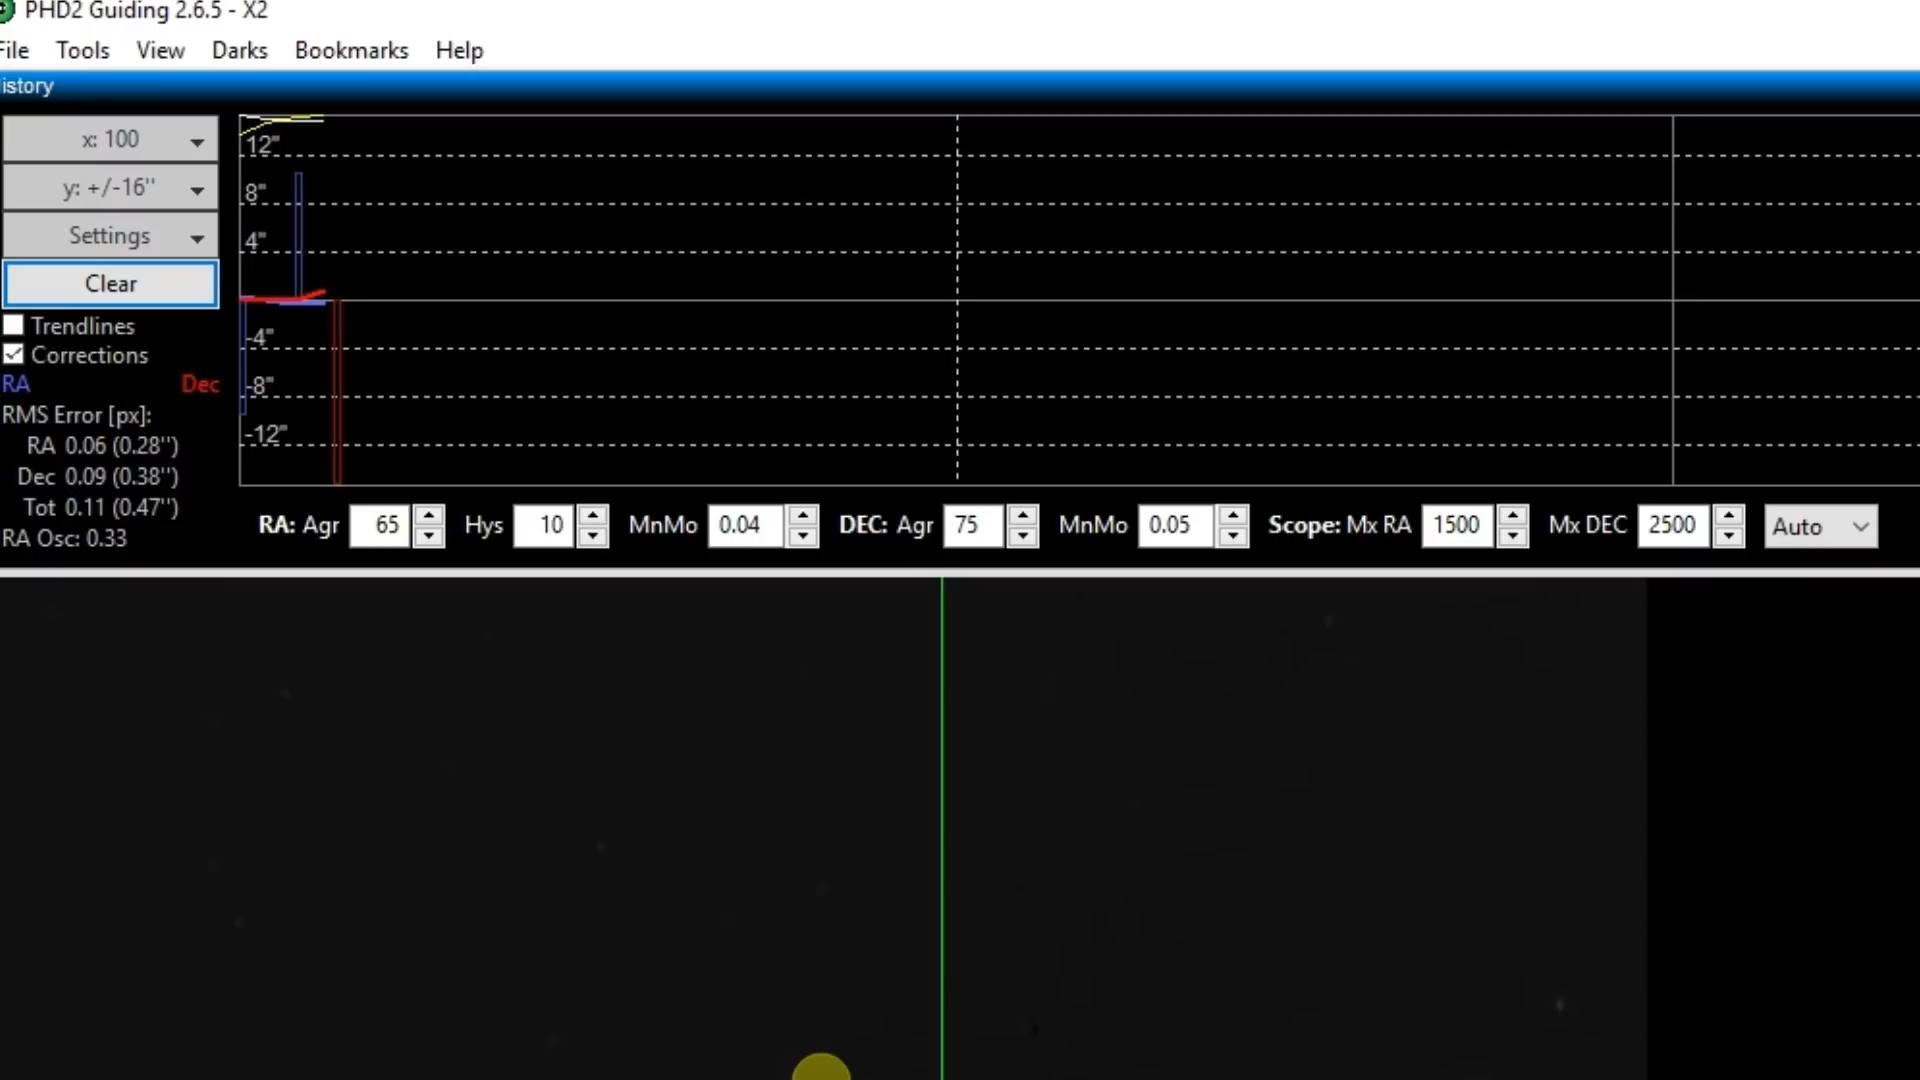 PHD2 Guiding 2.6.5 - X2
File Tools View Darks Bookmarks Help
istory
x: 100
y: +/-16''
Settings
Clear
Trendlines
Corrections
RA Dec
RMS Error [px]:
RA 0.06 (0.28'')
Dec 0.09 (0.38'')
Tot 0.11 (0.47'')
RA Osc: 0.33
12"
8"
4"
-4"
-8"
-12"
RA: Agr 65 Hys 10 MnMo 0.04 DEC: Agr 75 MnMo 0.05 Scope: Mx RA 1500 Mx DEC 2500 Auto